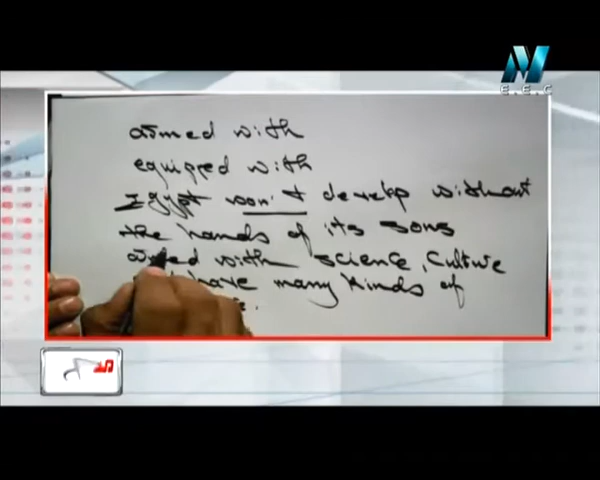 E.E.C
armed with
equipped with
Egypt won't develop without
the hands of its sons
armed with science, culture
have many kinds of